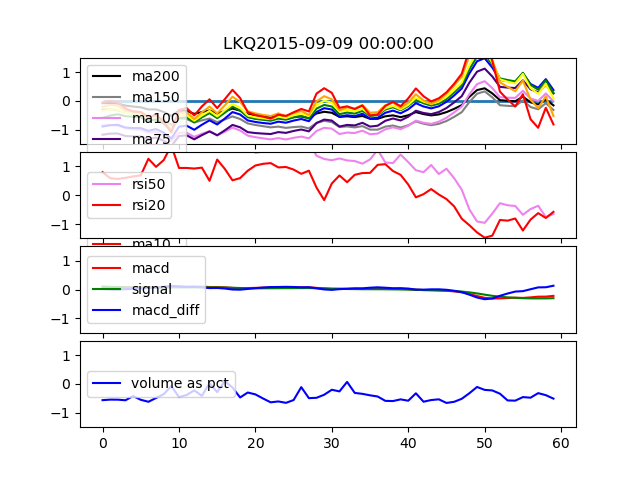 LKQ2015-09-09 00:00:00
1
0
−1
ma200
ma150
ma100
ma75
1
0
−1
rsi50
rsi20
ma10
1
0
−1
macd
signal
macd_diff
1
0
−1
volume as pct
0 10 20 30 40 50 60